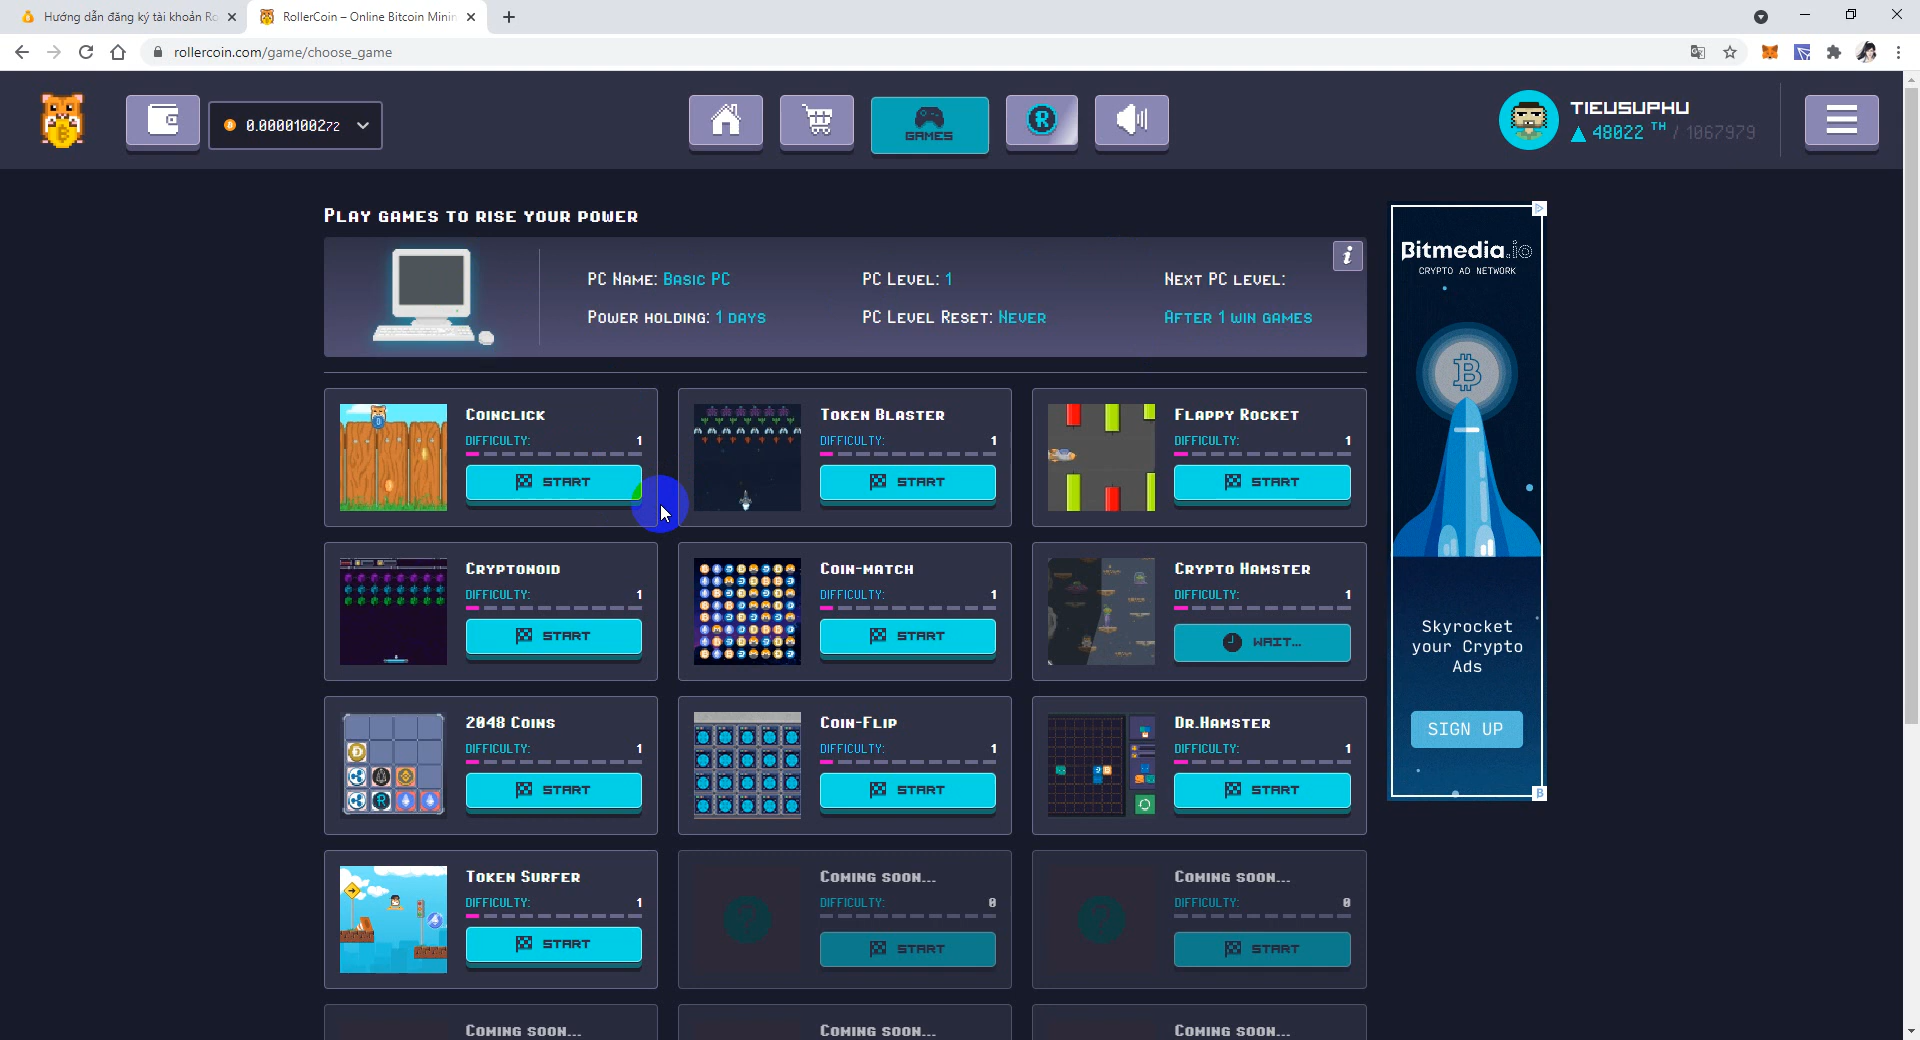 Hướng dẫn đăng ký tài khoản Ro
RollerCoin – Online Bitcoin Minin
rollercoin.com/game/choose_game
0.0000100272
GAMES
TIEUSUPHU
48022 TH / 1067979
PLAY GAMES TO RISE YOUR POWER
PC NAME: BASIC PC
PC LEVEL: 1
NEXT PC LEVEL:
POWER HOLDING: 1 DAYS
PC LEVEL RESET: NEVER
AFTER 1 WIN GAMES
i
COINCLICK
DIFFICULTY: 1
START
TOKEN BLASTER
DIFFICULTY: 1
START
FLAPPY ROCKET
DIFFICULTY: 1
START
CRYPTONOID
DIFFICULTY: 1
START
COIN-MATCH
DIFFICULTY: 1
START
CRYPTO HAMSTER
DIFFICULTY: 1
WAIT...
2048 COINS
DIFFICULTY: 1
START
COIN-FLIP
DIFFICULTY: 1
START
DR.HAMSTER
DIFFICULTY: 1
START
TOKEN SURFER
DIFFICULTY: 1
START
COMING SOON...
DIFFICULTY: 0
START
COMING SOON...
DIFFICULTY: 0
START
COMING SOON...
COMING SOON...
COMING SOON...
Bitmedia.io
CRYPTO AD NETWORK
Skyrocket
your Crypto
Ads
SIGN UP